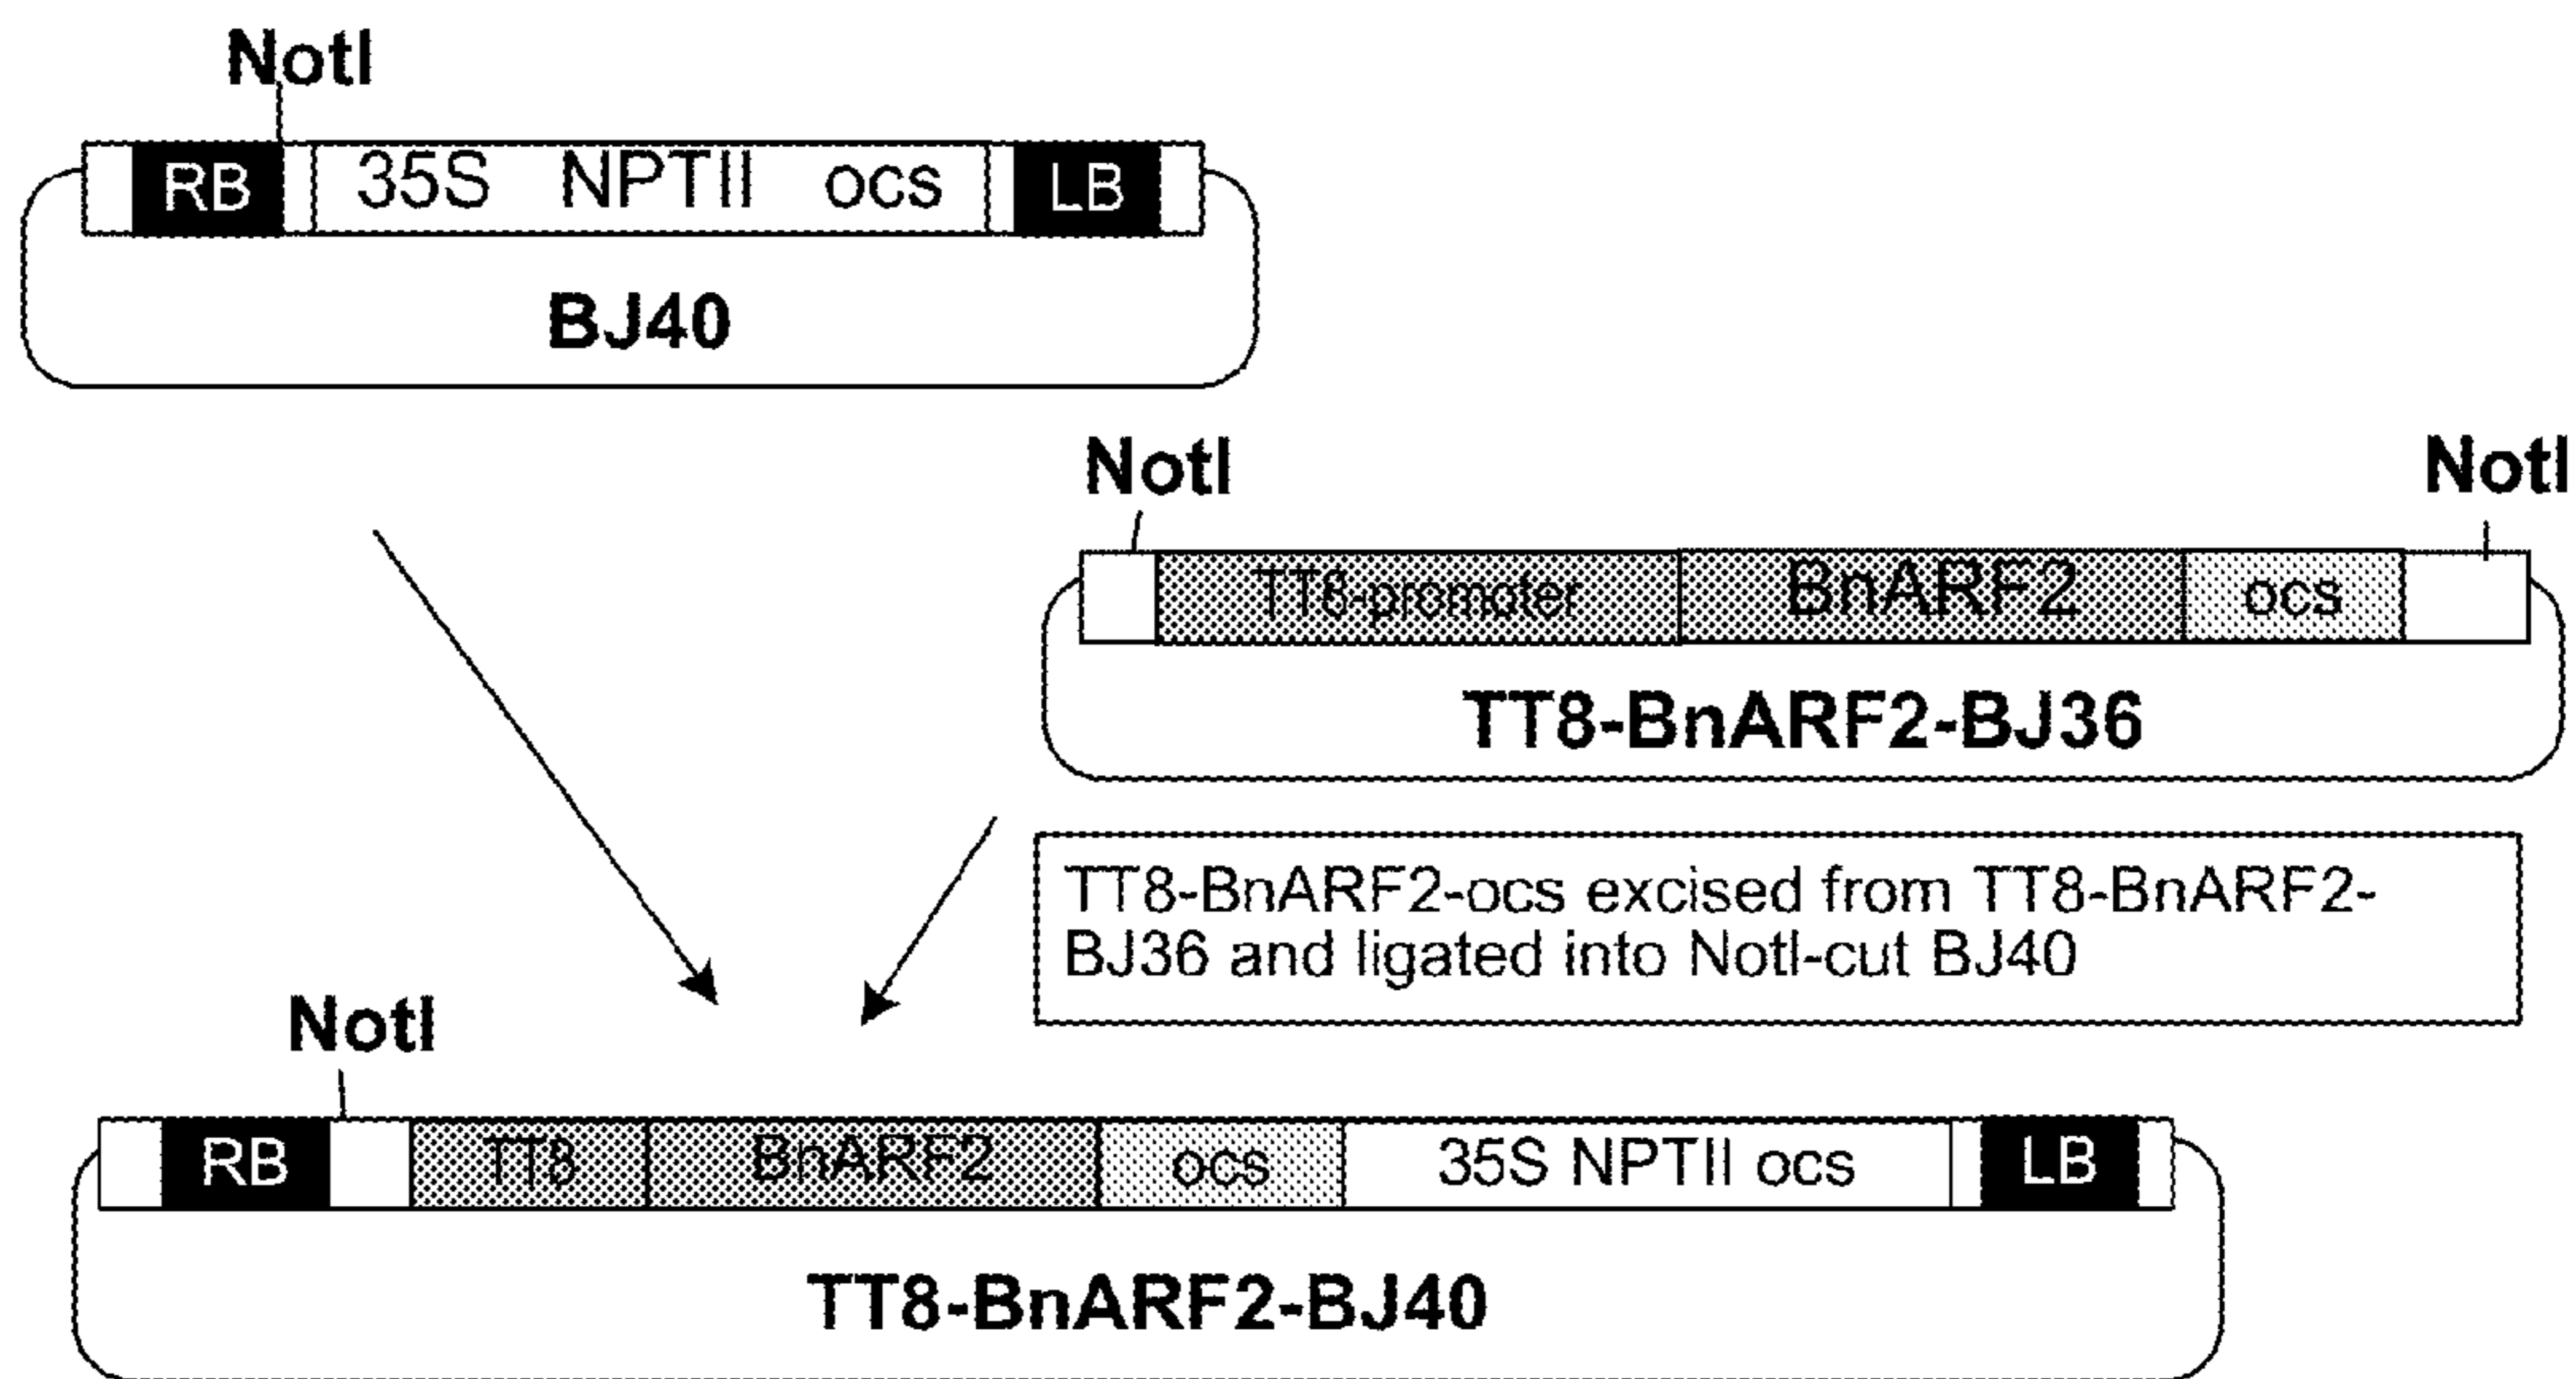 NotI
RB 35S NPTII ocs LB
BJ40
NotI NotI
TT8-promoter BnARF2 ocs
TT8-BnARF2-BJ36
TT8-BnARF2-ocs excised from TT8-BnARF2-
BJ36 and ligated into NotI-cut BJ40
NotI
RB TT8 BnARF2 ocs 35S NPTII ocs LB
TT8-BnARF2-BJ40